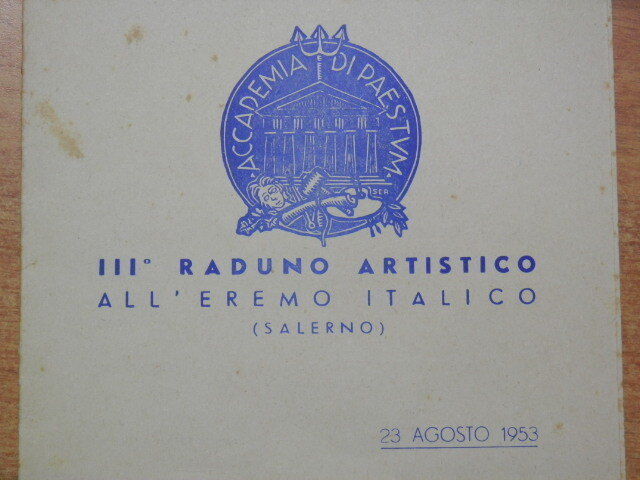 ACCADEMIA DI PAESTVM
III° RADUNO ARTISTICO
ALL'EREMO ITALICO
(SALERNO)
23 AGOSTO 1953